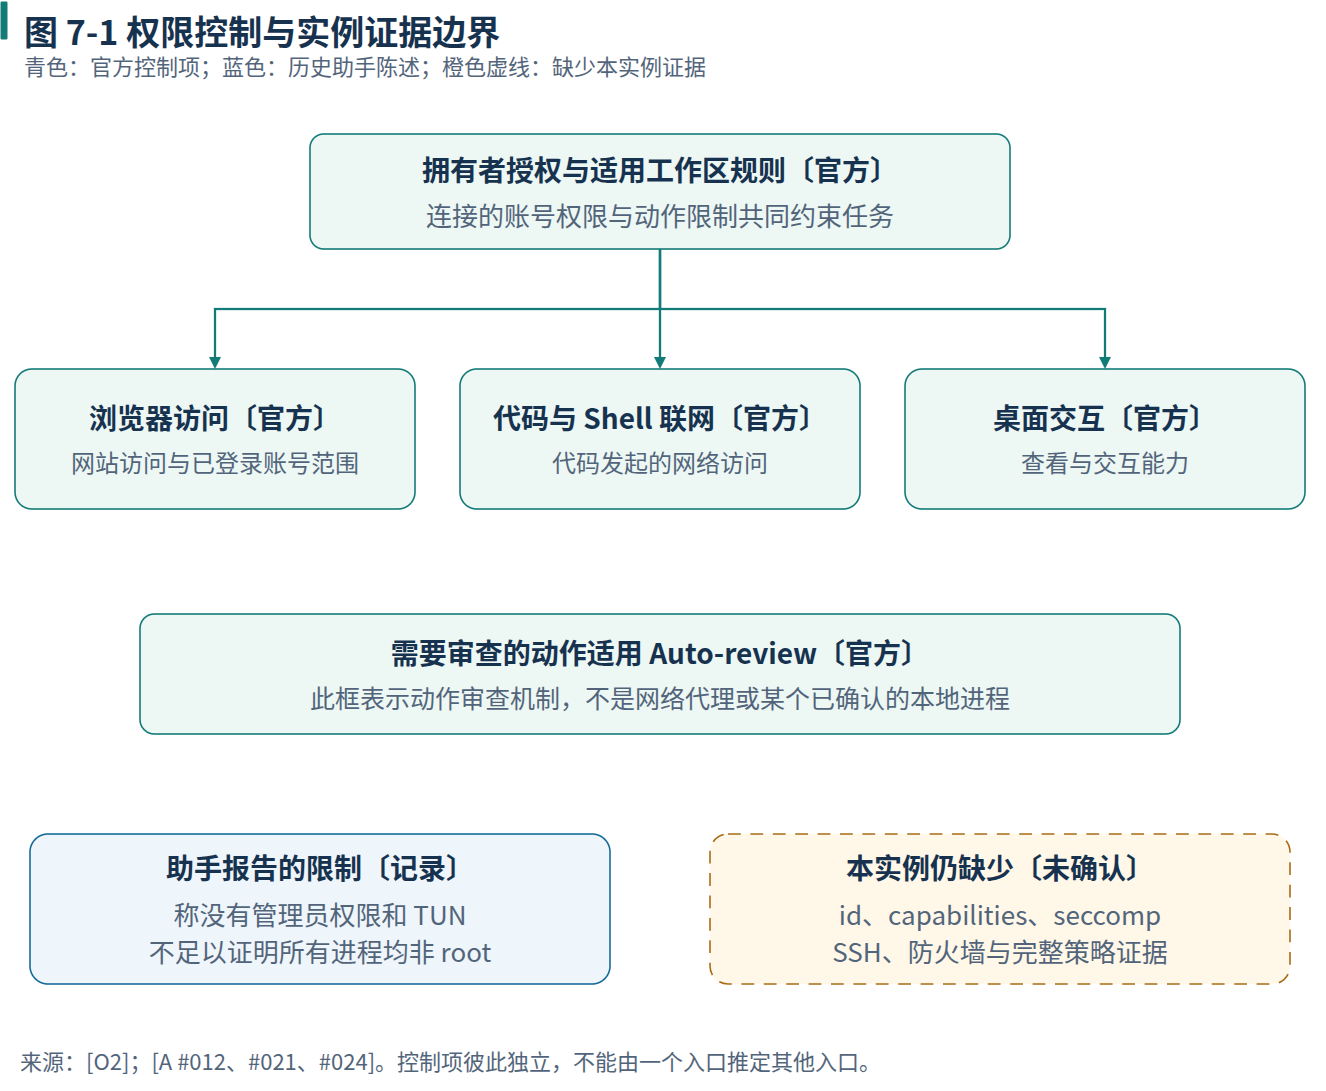 图 7-1 权限控制与实例证据边界
青色：官方控制项；蓝色：历史助手陈述；橙色虚线：缺少本实例证据
拥有者授权与适用工作区规则〔官方〕
连接的账号权限与动作限制共同约束任务
浏览器访问〔官方〕
网站访问与已登录账号范围
代码与 Shell 联网〔官方〕
代码发起的网络访问
桌面交互〔官方〕
查看与交互能力
需要审查的动作适用 Auto-review〔官方〕
此框表示动作审查机制，不是网络代理或某个已确认的本地进程
助手报告的限制〔记录〕
称没有管理员权限和 TUN
不足以证明所有进程均非 root
本实例仍缺少〔未确认〕
id、capabilities、seccomp
SSH、防火墙与完整策略证据
来源：[O2]；[A #012、#021、#024]。控制项彼此独立，不能由一个入口推定其他入口。